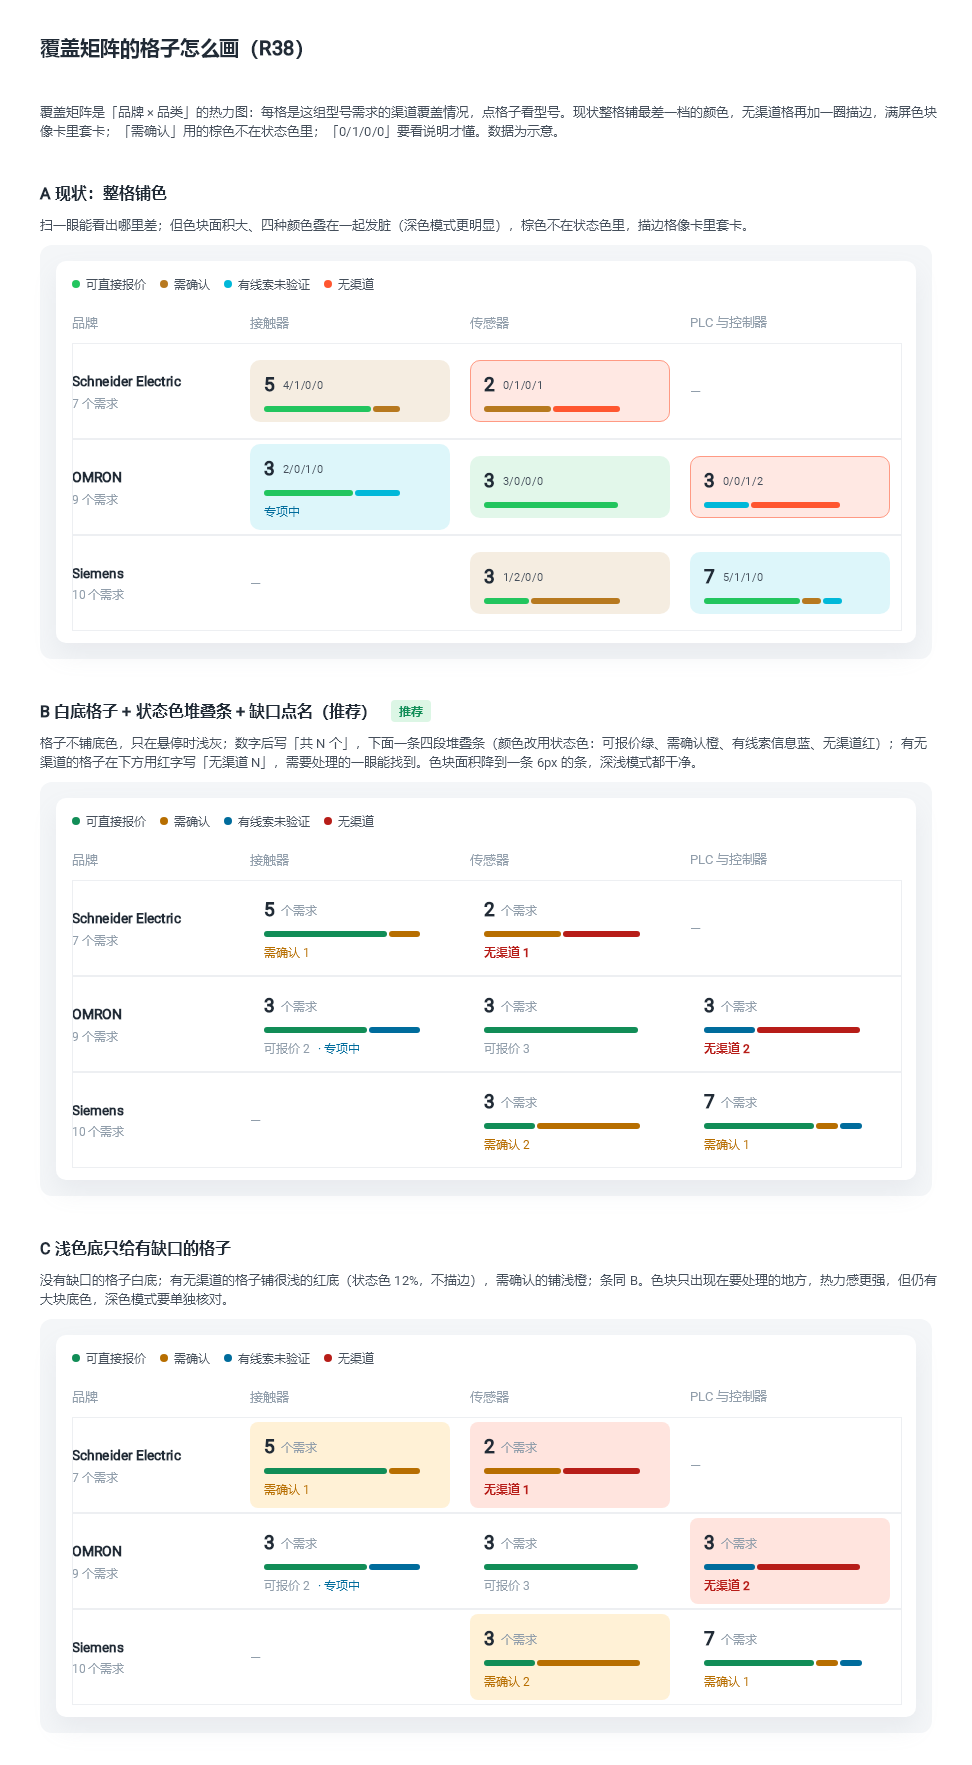 覆盖矩阵的格子怎么画（R38）
覆盖矩阵是「品牌 × 品类」的热力图：每格是这组型号需求的渠道覆盖情况，点格子看型号。现状整格铺最差一档的颜色，无渠道格再加一圈描边，满屏色块
像卡里套卡；「需确认」用的棕色不在状态色里；「0/1/0/0」要看说明才懂。数据为示意。
A 现状：整格铺色
扫一眼能看出哪里差；但色块面积大、四种颜色叠在一起发脏（深色模式更明显），棕色不在状态色里，描边格像卡里套卡。
可直接报价 需确认 有线索未验证 无渠道
品牌 接触器 传感器 PLC 与控制器
Schneider Electric
7 个需求
5 4/1/0/0
2 0/1/0/1
—
OMRON
9 个需求
3 2/0/1/0
专项中
3 3/0/0/0
3 0/0/1/2
Siemens
10 个需求
—
3 1/2/0/0
7 5/1/1/0
B 白底格子 + 状态色堆叠条 + 缺口点名（推荐） 推荐
格子不铺底色，只在悬停时浅灰；数字后写「共 N 个」，下面一条四段堆叠条（颜色改用状态色：可报价绿、需确认橙、有线索信息蓝、无渠道红）；有无
渠道的格子在下方用红字写「无渠道 N」，需要处理的一眼能找到。色块面积降到一条 6px 的条，深浅模式都干净。
可直接报价 需确认 有线索未验证 无渠道
品牌 接触器 传感器 PLC 与控制器
Schneider Electric
7 个需求
5 个需求
需确认 1
2 个需求
无渠道 1
—
OMRON
9 个需求
3 个需求
可报价 2 · 专项中
3 个需求
可报价 3
3 个需求
无渠道 2
Siemens
10 个需求
—
3 个需求
需确认 2
7 个需求
需确认 1
C 浅色底只给有缺口的格子
没有缺口的格子白底；有无渠道的格子铺很浅的红底（状态色 12%，不描边），需确认的铺浅橙；条同 B。色块只出现在要处理的地方，热力感更强，但仍有
大块底色，深色模式要单独核对。
可直接报价 需确认 有线索未验证 无渠道
品牌 接触器 传感器 PLC 与控制器
Schneider Electric
7 个需求
5 个需求
需确认 1
2 个需求
无渠道 1
—
OMRON
9 个需求
3 个需求
可报价 2 · 专项中
3 个需求
可报价 3
3 个需求
无渠道 2
Siemens
10 个需求
—
3 个需求
需确认 2
7 个需求
需确认 1